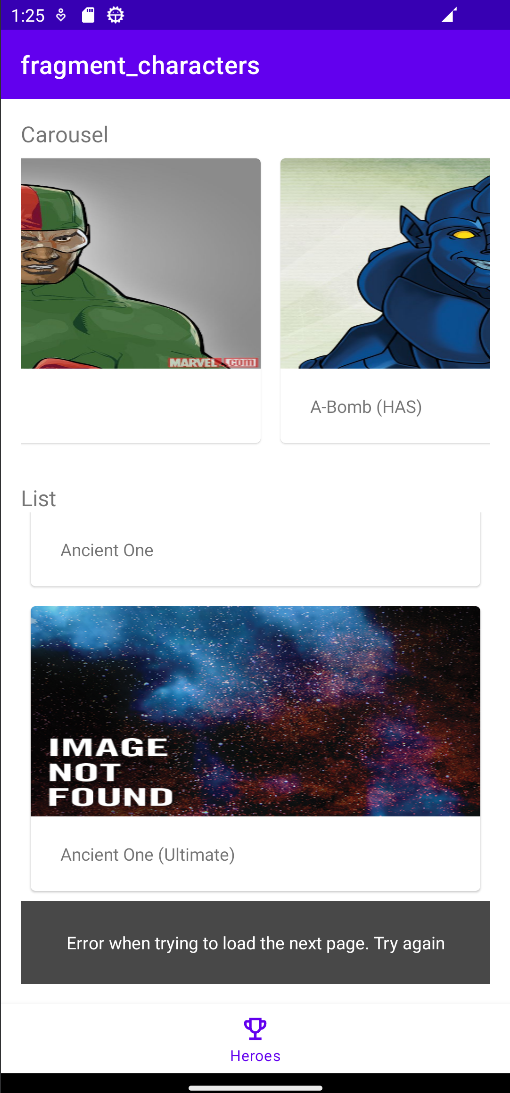 1:25
fragment_characters
Carousel
MARVEL.com
A-Bomb (HAS)
List
Ancient One
IMAGE
NOT
FOUND
Ancient One (Ultimate)
Error when trying to load the next page. Try again
Heroes